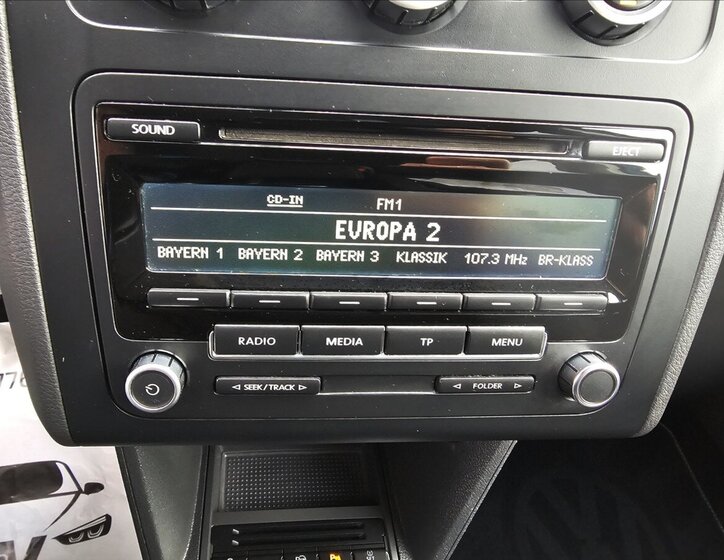 SOUND
EJECT
CD-IN FM1
EVROPA 2
BAYERN 1 BAYERN 2 BAYERN 3 KLASSIK 107.3 MHz BR-KLASS
RADIO MEDIA TP MENU
◁ SEEK / TRACK ▷ ◁ FOLDER ▷